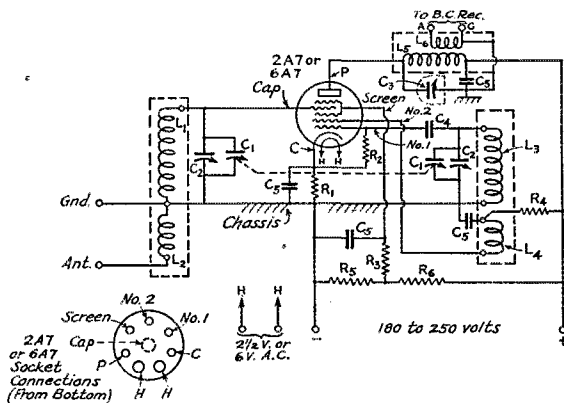 To B.C. Rec.
A G
L6
L5
2A7 or
6A7
P
Cap
C3
C5
Screen
No. 2
C4
No. 1
L1
C2
C1
C
H H
R2
C1
C2
L3
C5
R1
Gnd.
Chassis
C5
R4
L4
Ant.
L2
C5
R3
R5
R6
H H
2½ V. or
6 V. A.C.
180 to 250 volts
No. 2
Screen
No. 1
Cap
2A7
or 6A7
Socket
Connections
(From Bottom)
P
C
H H